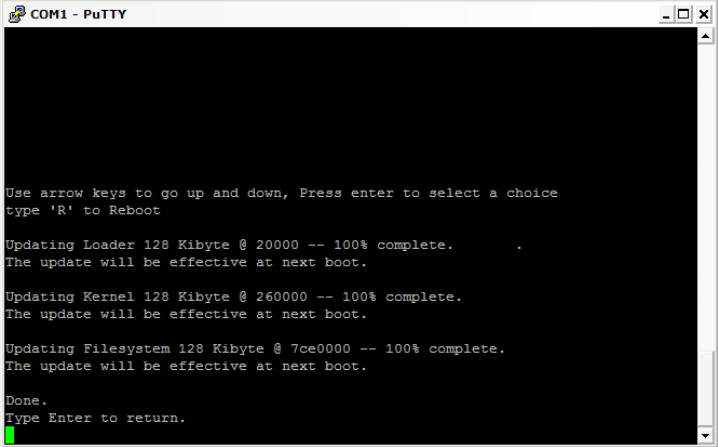 COM1 - PuTTY
Use arrow keys to go up and down, Press enter to select a choice
type 'R' to Reboot
Updating Loader 128 Kibyte @ 20000 -- 100% complete.        .
The update will be effective at next boot.
Updating Kernel 128 Kibyte @ 260000 -- 100% complete.
The update will be effective at next boot.
Updating Filesystem 128 Kibyte @ 7ce0000 -- 100% complete.
The update will be effective at next boot.
Done.
Type Enter to return.